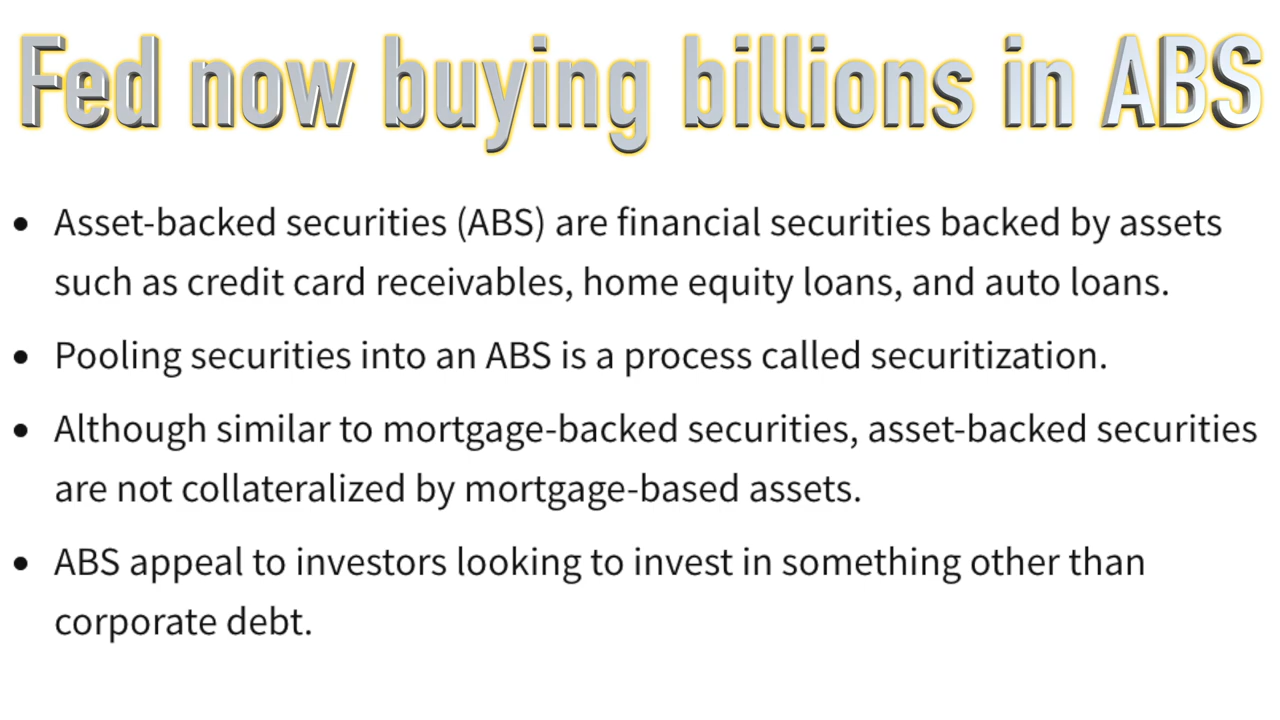 Fed now buying billions in ABS
• Asset-backed securities (ABS) are financial securities backed by assets
such as credit card receivables, home equity loans, and auto loans.
• Pooling securities into an ABS is a process called securitization.
• Although similar to mortgage-backed securities, asset-backed securities
are not collateralized by mortgage-based assets.
• ABS appeal to investors looking to invest in something other than
corporate debt.